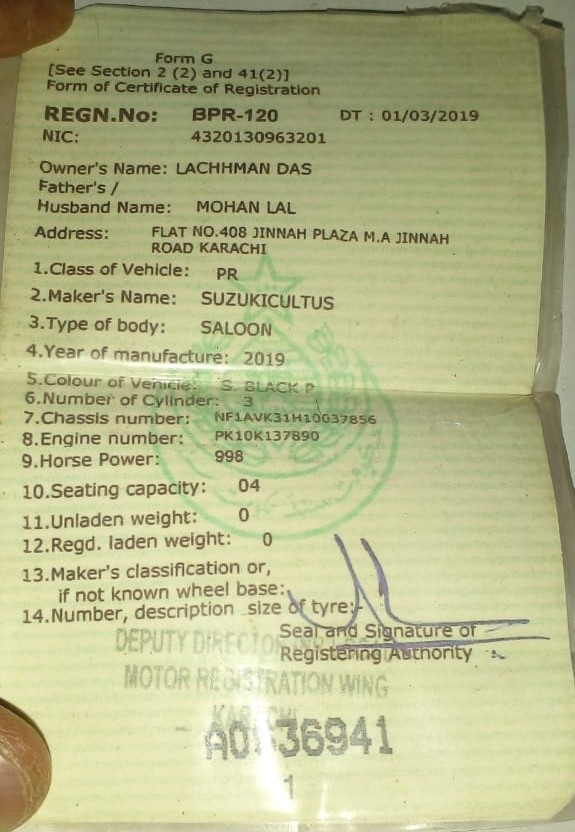 Form G
[See Section 2 (2) and 41(2)]
Form of Certificate of Registration
REGN.No: BPR-120 DT : 01/03/2019
NIC: 4320130963201
Owner's Name: LACHHMAN DAS
Father's /
Husband Name: MOHAN LAL
Address: FLAT NO.408 JINNAH PLAZA M.A JINNAH
ROAD KARACHI
1.Class of Vehicle: PR
2.Maker's Name: SUZUKICULTUS
3.Type of body: SALOON
4.Year of manufacture: 2019
5.Colour of Vehicle: S. BLACK P
6.Number of Cylinder: 3
7.Chassis number: NF1AVK31H10037856
8.Engine number: PK10K137890
9.Horse Power: 998
10.Seating capacity: 04
11.Unladen weight: 0
12.Regd. laden weight: 0
13.Maker's classification or,
if not known wheel base:
14.Number, description size of tyre:-
Seal and Signature of
Registering Authority
DEPUTY DIRECTOR
MOTOR REGISTRATION WING
KARACHI
36941
1